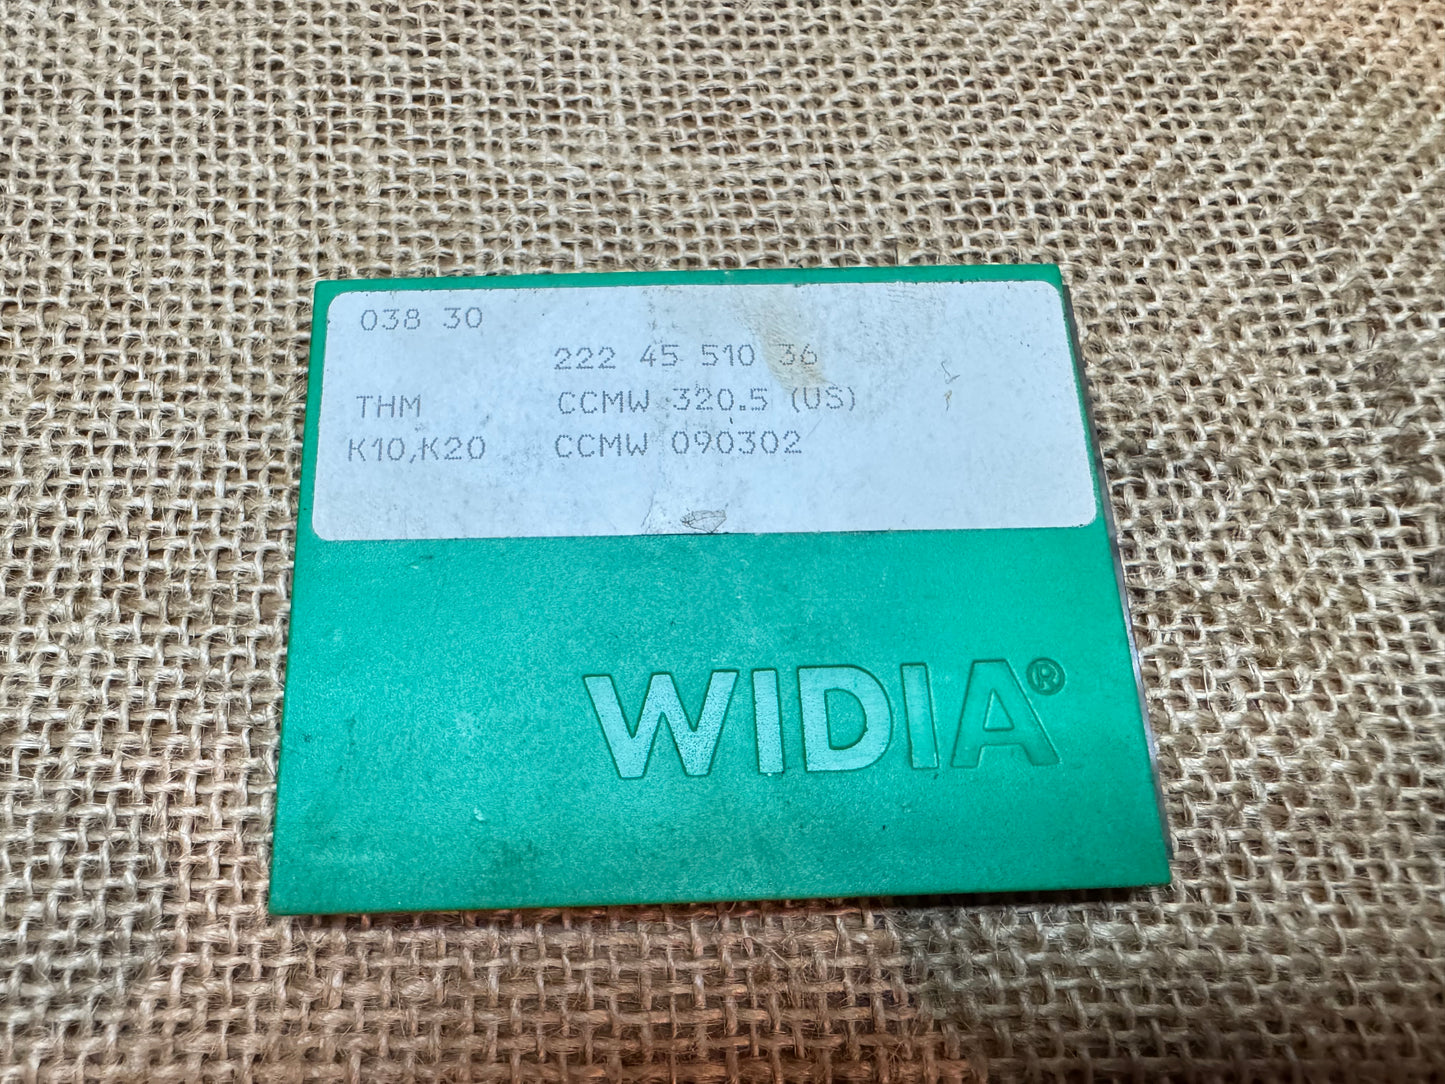 038 30
222 45 510 36
THM CCMW 320.5 (US)
K10,K20 CCMW 090302
WIDIA®